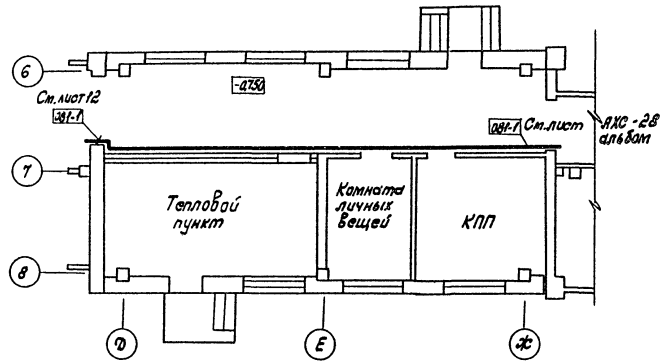 6
-0.750
См. лист 12
081-1
081-1 См. лист
АХС-28
альбом
7
Тепловой
пункт
Комната
личных
вещей
КПП
8
Д
Е
Ж